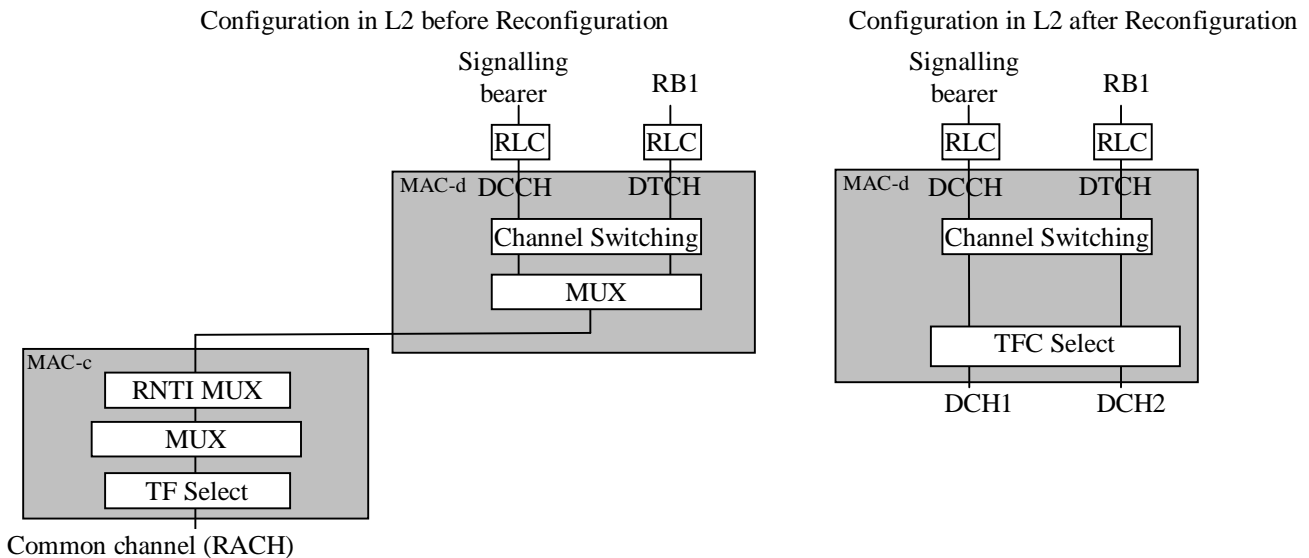 Configuration in L2 before Reconfiguration
Signalling
bearer
RB1
RLC
RLC
MAC-d
DCCH
DTCH
Channel Switching
MUX
MAC-c
RNTI MUX
MUX
TF Select
Common channel (RACH)
Configuration in L2 after Reconfiguration
Signalling
bearer
RB1
RLC
RLC
MAC-d
DCCH
DTCH
Channel Switching
TFC Select
DCH1
DCH2